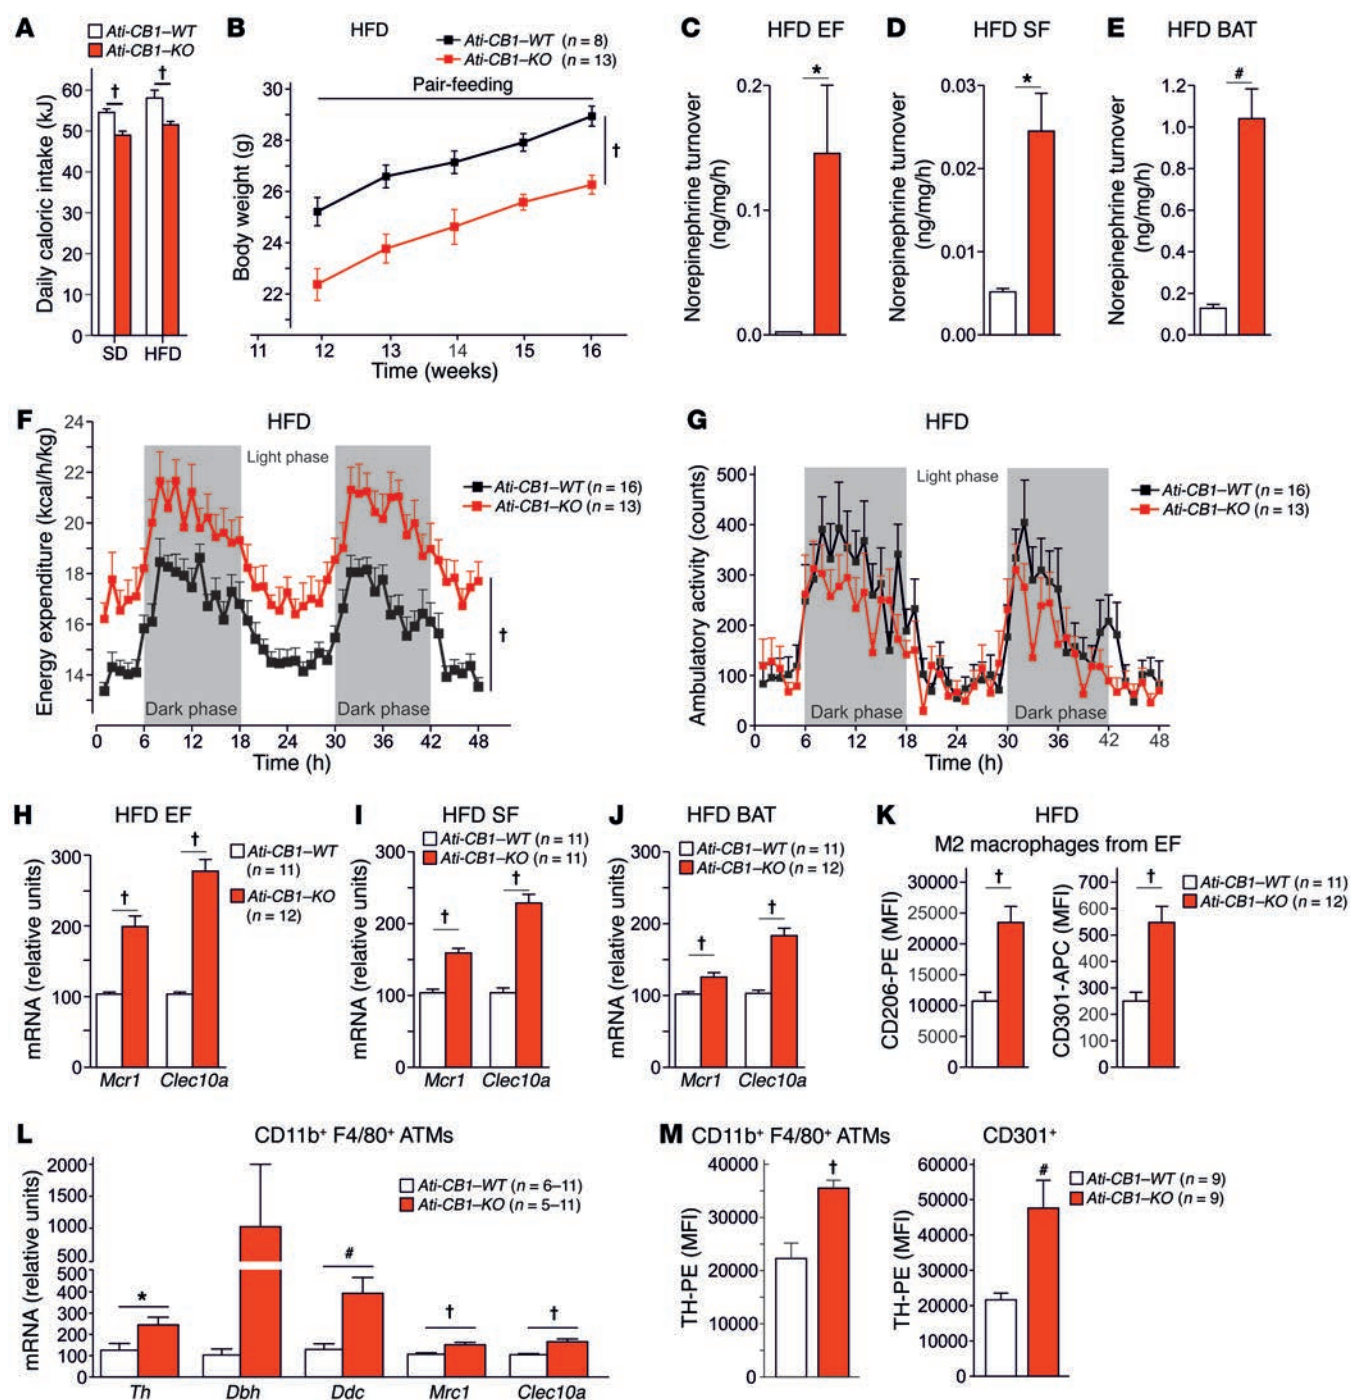 A
Ati-CB1–WT
Ati-CB1–KO
Daily caloric intake (kJ)
60
50
40
30
20
10
0
† †
SD HFD
B
HFD
Ati-CB1–WT (n = 8)
Ati-CB1–KO (n = 13)
Pair-feeding
Body weight (g)
30
28
26
24
22
†
11 12 13 14 15 16
Time (weeks)
C
HFD EF
Norepinephrine turnover
(ng/mg/h)
0.2
0.1
0.0
*
D
HFD SF
Norepinephrine turnover
(ng/mg/h)
0.03
0.02
0.01
0.00
*
E
HFD BAT
Norepinephrine turnover
(ng/mg/h)
1.2
1.0
0.8
0.6
0.4
0.2
0.0
#
F
HFD
Energy expenditure (kcal/h/kg)
24
22
20
18
16
14
Light phase
Dark phase
Dark phase
Ati-CB1–WT (n = 16)
Ati-CB1–KO (n = 13)
†
0 6 12 18 24 30 36 42 48
Time (h)
G
HFD
Ambulatory activity (counts)
500
400
300
200
100
0
Light phase
Dark phase
Dark phase
Ati-CB1–WT (n = 16)
Ati-CB1–KO (n = 13)
0 6 12 18 24 30 36 42 48
Time (h)
H
HFD EF
mRNA (relative units)
300
200
100
0
† †
Mcr1 Clec10a
Ati-CB1–WT
(n = 11)
Ati-CB1–KO
(n = 12)
I
HFD SF
Ati-CB1–WT (n = 11)
Ati-CB1–KO (n = 11)
mRNA (relative units)
300
200
100
0
† †
Mcr1 Clec10a
J
HFD BAT
Ati-CB1–WT (n = 11)
Ati-CB1–KO (n = 12)
mRNA (relative units)
300
200
100
0
† †
Mcr1 Clec10a
K
HFD
M2 macrophages from EF
CD206-PE (MFI)
30000
25000
20000
15000
10000
5000
0
†
CD301-APC (MFI)
700
600
500
400
300
200
100
0
†
Ati-CB1–WT (n = 11)
Ati-CB1–KO (n = 12)
L
CD11b⁺ F4/80⁺ ATMs
mRNA (relative units)
2000
1500
1000
500
500
400
300
200
100
0
* # † †
Th Dbh Ddc Mrc1 Clec10a
Ati-CB1–WT (n = 6–11)
Ati-CB1–KO (n = 5–11)
M
CD11b⁺ F4/80⁺ ATMs
TH-PE (MFI)
40000
30000
20000
10000
0
†
CD301⁺
TH-PE (MFI)
60000
50000
40000
30000
20000
10000
0
#
Ati-CB1–WT (n = 9)
Ati-CB1–KO (n = 9)